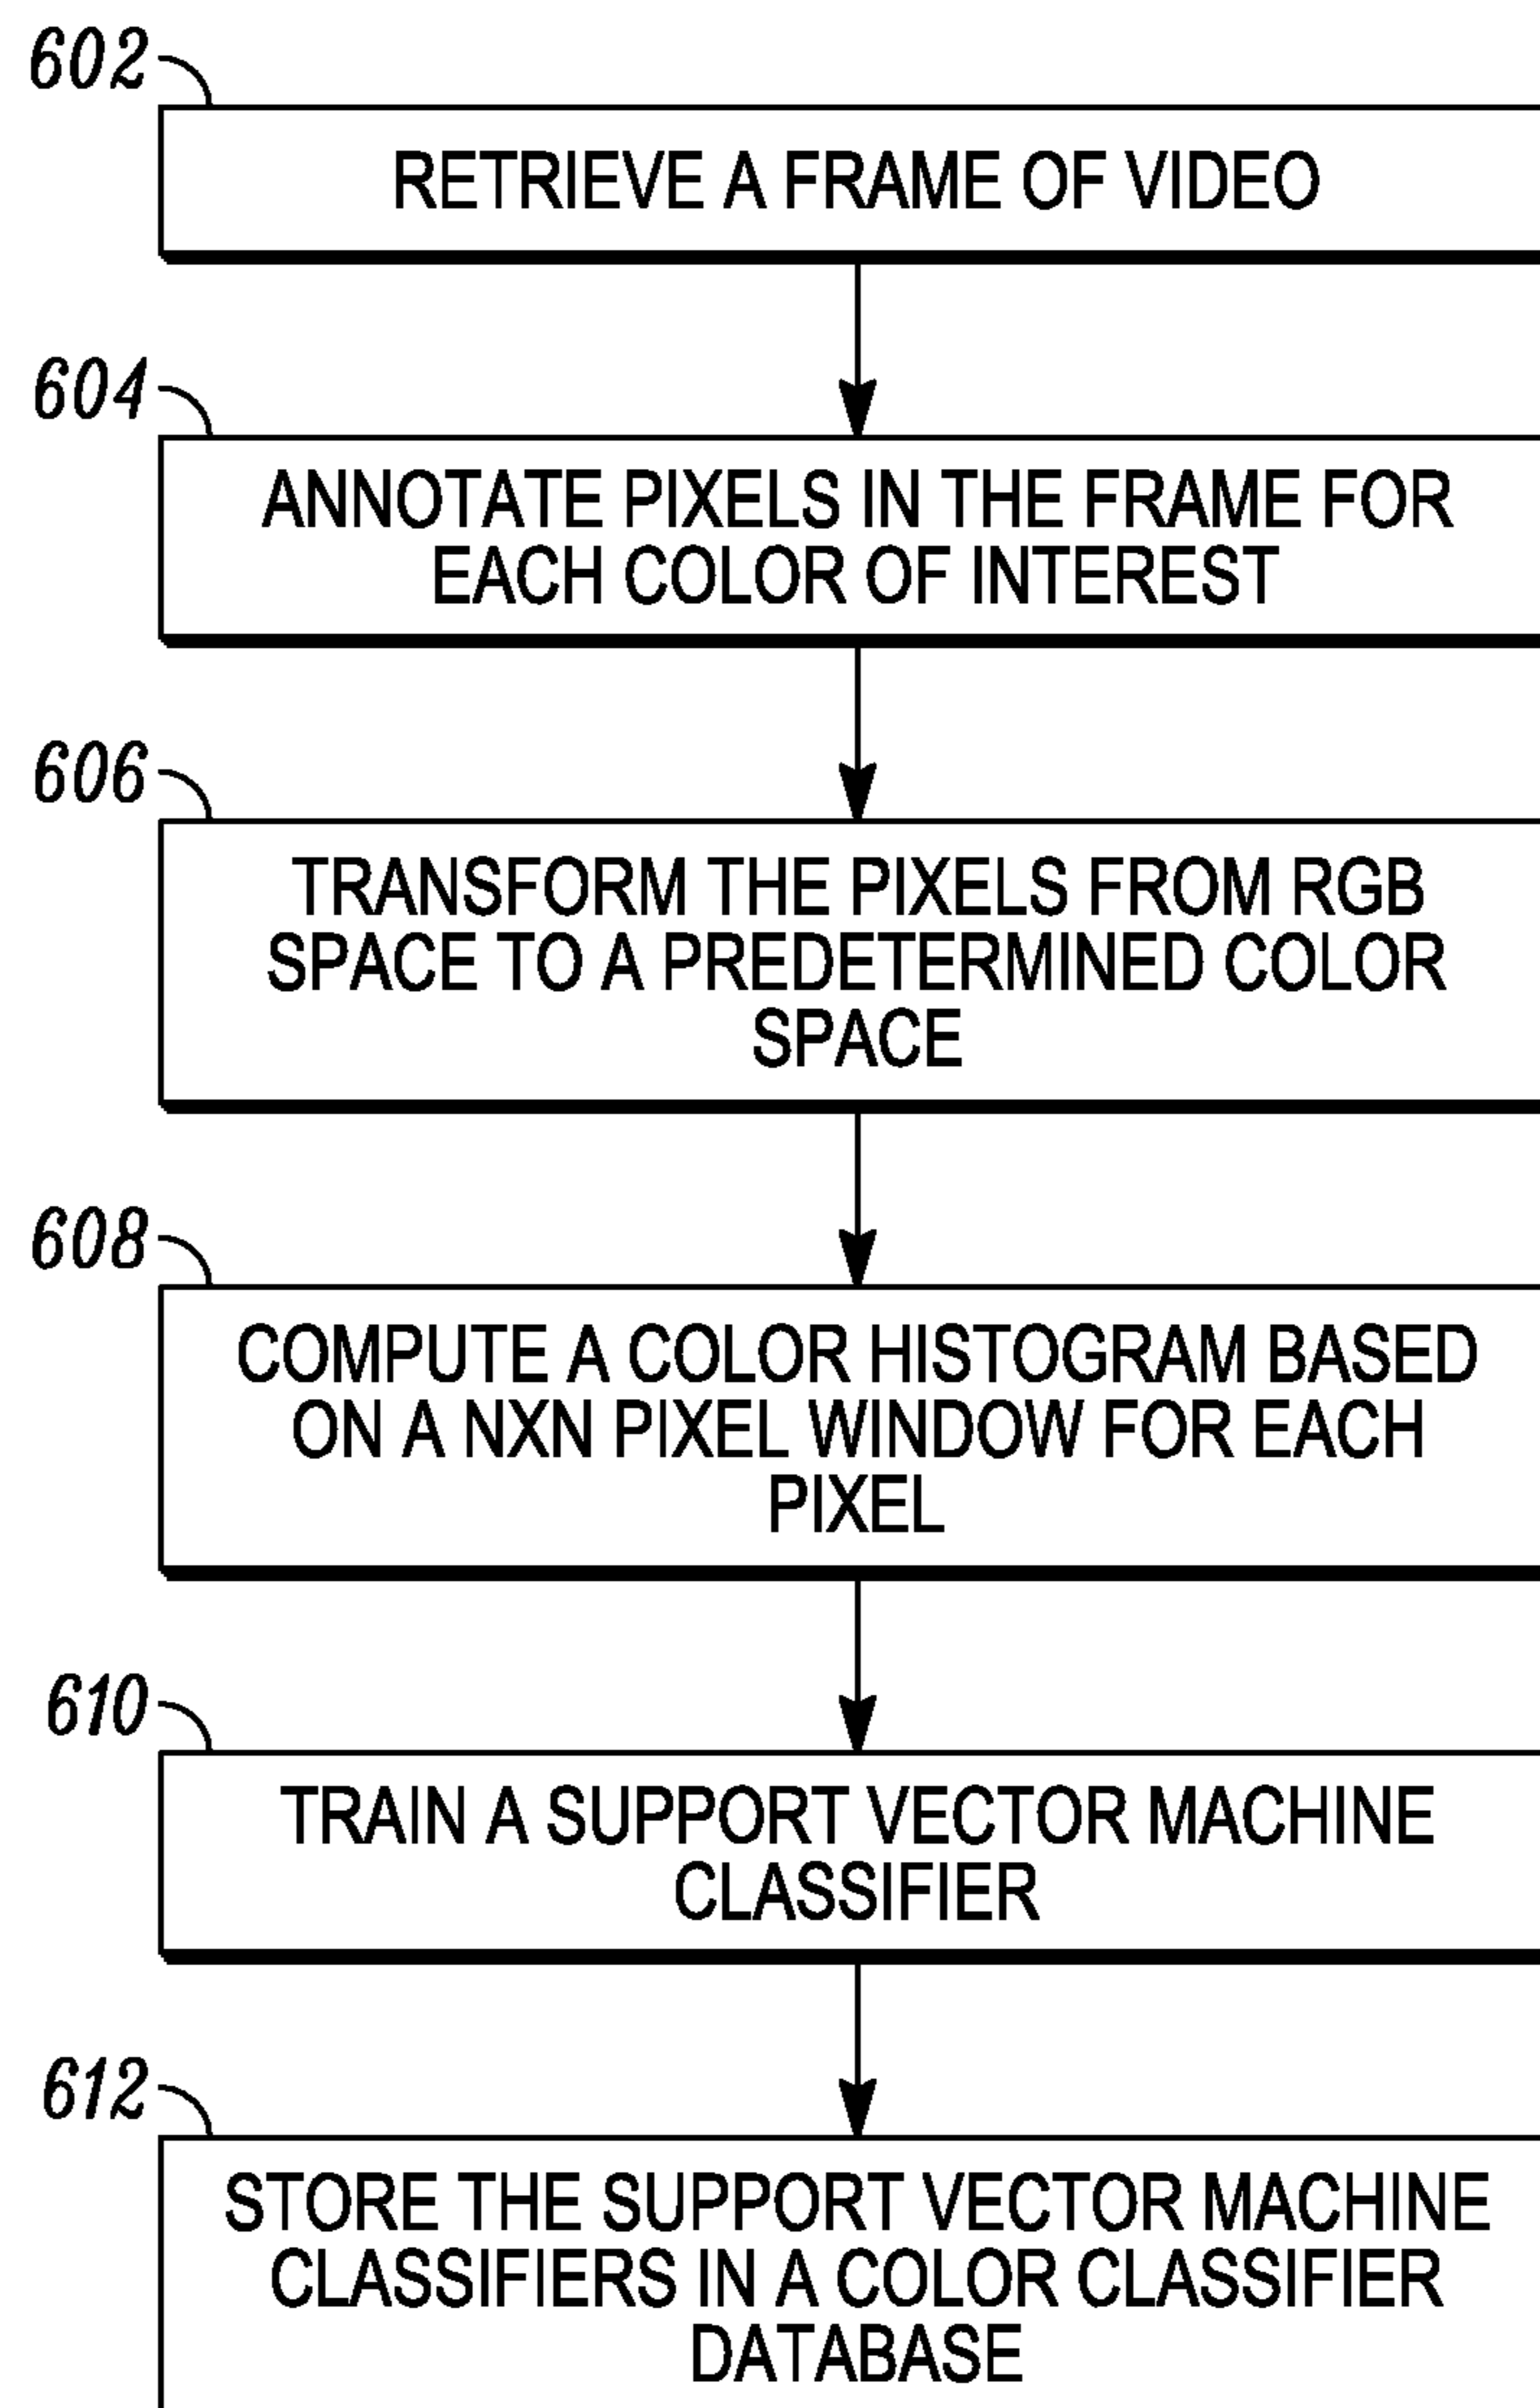 602
RETRIEVE A FRAME OF VIDEO
604
ANNOTATE PIXELS IN THE FRAME FOR
EACH COLOR OF INTEREST
606
TRANSFORM THE PIXELS FROM RGB
SPACE TO A PREDETERMINED COLOR
SPACE
608
COMPUTE A COLOR HISTOGRAM BASED
ON A NXN PIXEL WINDOW FOR EACH
PIXEL
610
TRAIN A SUPPORT VECTOR MACHINE
CLASSIFIER
612
STORE THE SUPPORT VECTOR MACHINE
CLASSIFIERS IN A COLOR CLASSIFIER
DATABASE